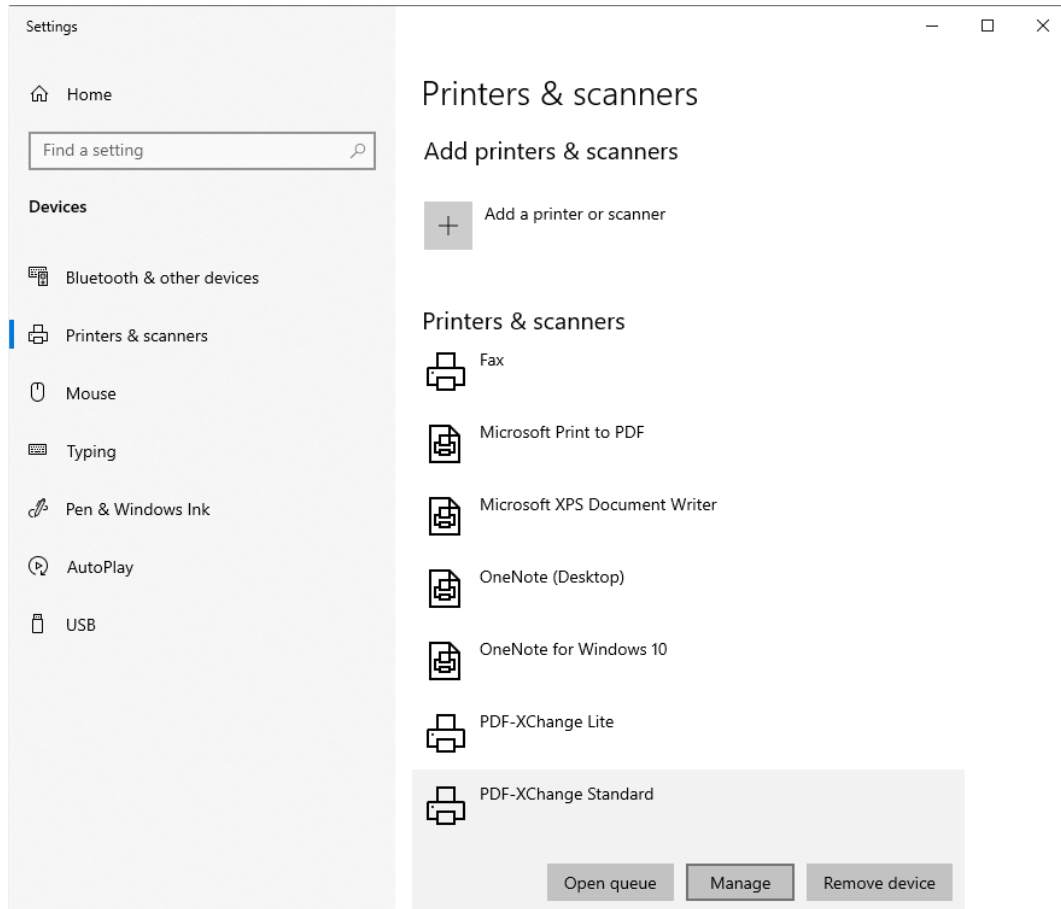 Settings
Home
Find a setting
Devices
Bluetooth & other devices
Printers & scanners
Mouse
Typing
Pen & Windows Ink
AutoPlay
USB
Printers & scanners
Add printers & scanners
Add a printer or scanner
Printers & scanners
Fax
Microsoft Print to PDF
Microsoft XPS Document Writer
OneNote (Desktop)
OneNote for Windows 10
PDF-XChange Lite
PDF-XChange Standard
Open queue Manage Remove device